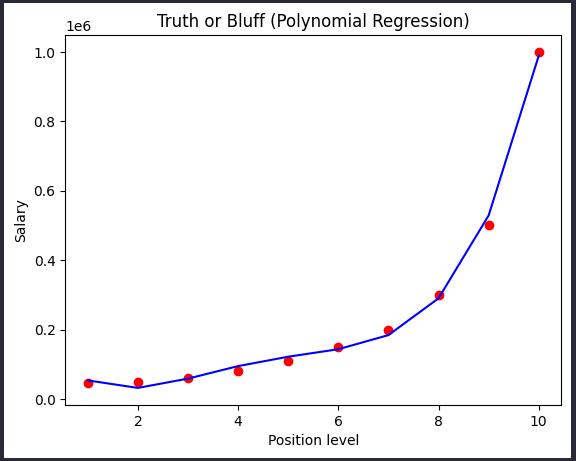 Truth or Bluff (Polynomial Regression)
1e6
1.0
0.8
0.6
0.4
0.2
0.0
Salary
2 4 6 8 10
Position level